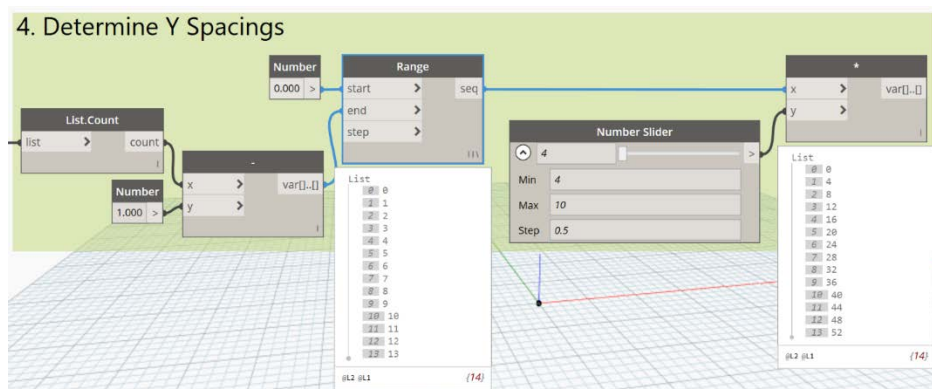 4. Determine Y Spacings
Number
0.000 >
Range
start > seq
end >
step >
*
x > var[]..[]
y >
List.Count
list > count
-
x > var[]..[]
y >
Number
1.000 >
Number Slider
4 >
Min 4
Max 10
Step 0.5
List
0 0
1 1
2 2
3 3
4 4
5 5
6 6
7 7
8 8
9 9
10 10
11 11
12 12
13 13
@L2 @L1 {14}
List
0 0
1 4
2 8
3 12
4 16
5 20
6 24
7 28
8 32
9 36
10 40
11 44
12 48
13 52
@L2 @L1 {14}